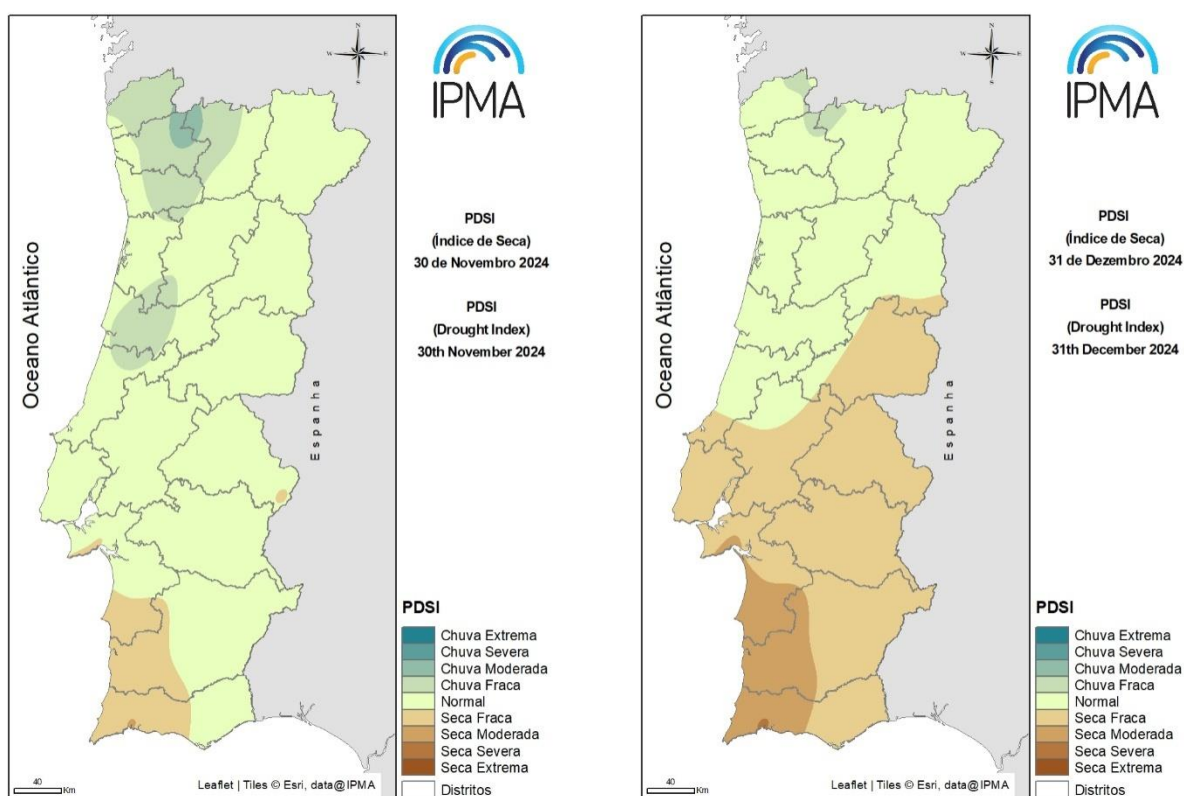 IPMA
N
W
E
S
Oceano Atlântico
PDSI
(Índice de Seca)
30 de Novembro 2024
PDSI
(Drought Index)
30th November 2024
Espanha
PDSI
Chuva Extrema
Chuva Severa
Chuva Moderada
Chuva Fraca
Normal
Seca Fraca
Seca Moderada
Seca Severa
Seca Extrema
Distritos
40
Km
Leaflet | Tiles © Esri, data@IPMA
IPMA
N
W
E
S
Oceano Atlântico
PDSI
(Índice de Seca)
31 de Dezembro 2024
PDSI
(Drought Index)
31th December 2024
Espanha
PDSI
Chuva Extrema
Chuva Severa
Chuva Moderada
Chuva Fraca
Normal
Seca Fraca
Seca Moderada
Seca Severa
Seca Extrema
Distritos
40
Km
Leaflet | Tiles © Esri, data@IPMA